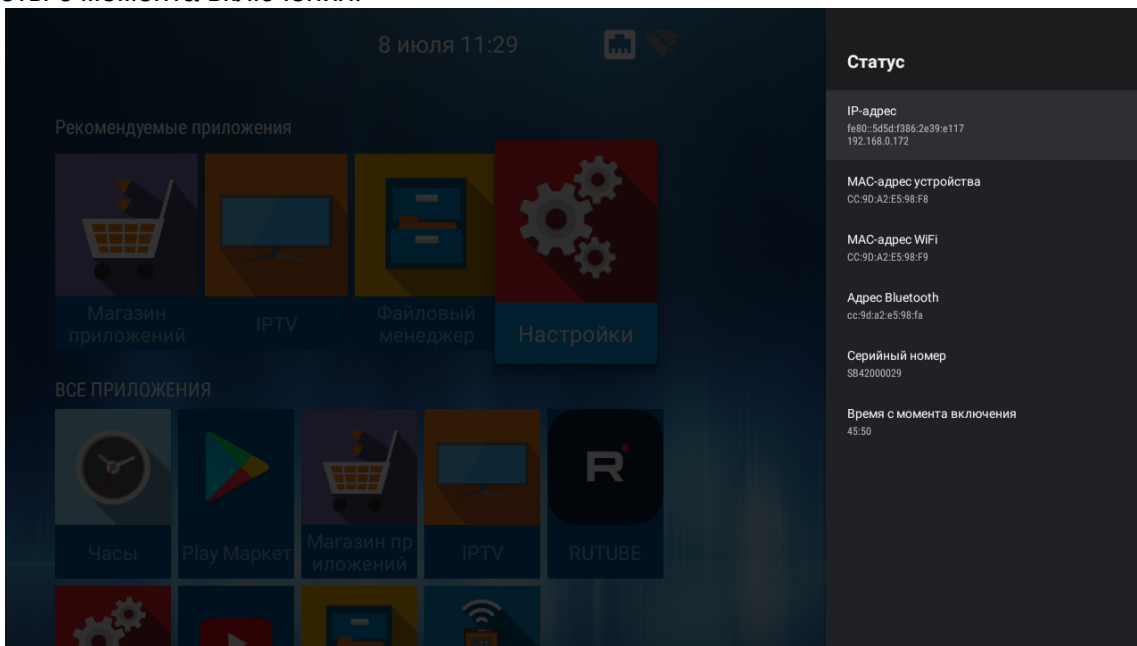 с момента включения.
8 июля 11:29
Статус
IP-адрес
fe80::5d5d:f386:2e39:e117
192.168.0.172
MAC-адрес устройства
CC:9D:A2:E5:98:F8
MAC-адрес WiFi
CC:9D:A2:E5:98:F9
Адрес Bluetooth
cc:9d:a2:e5:98:fa
Серийный номер
SB42000029
Время с момента включения
45:50
Рекомендуемые приложения
Магазин
приложений
IPTV
Файловый
менеджер
Настройки
ВСЕ ПРИЛОЖЕНИЯ
R
Часы
Play Маркет
Магазин пр
иложений
IPTV
RUTUBE